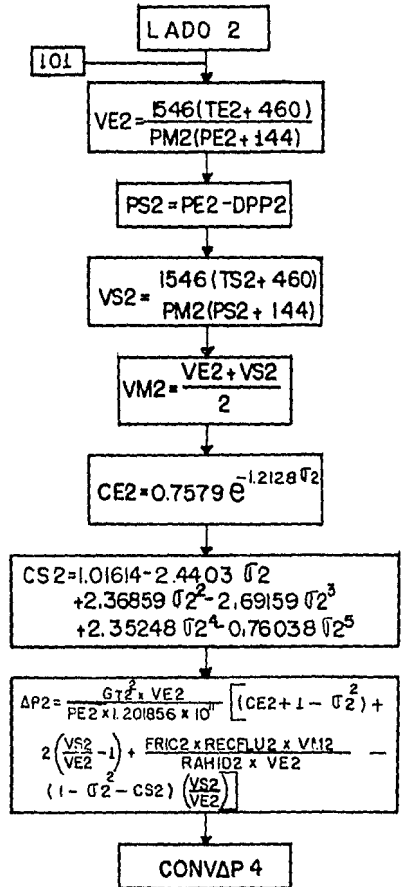 LADO 2
101
VE2=1546(TE2+460)/PM2(PE2+144)
PS2=PE2-DPP2
VS2=1546(TS2+460)/PM2(PS2+144)
VM2=VE2+VS2/2
CE2=0.7579 e^-1.2128 σ2
CS2=1.01614-2.4403 σ2
+2.36859 σ2²-2.69159 σ2³
+2.35248 σ2⁴-0.76038 σ2⁵
ΔP2=GT2² x VE2/PE2 x 1.201856 x 10¹¹ [(CE2+1-σ2²)+
2(VS2/VE2-1)+FRIC2 x RECFLU2 x VM2/RAHID2 x VE2 -
(1-σ2²-CS2)(VS2/VE2)]
CONVΔP4